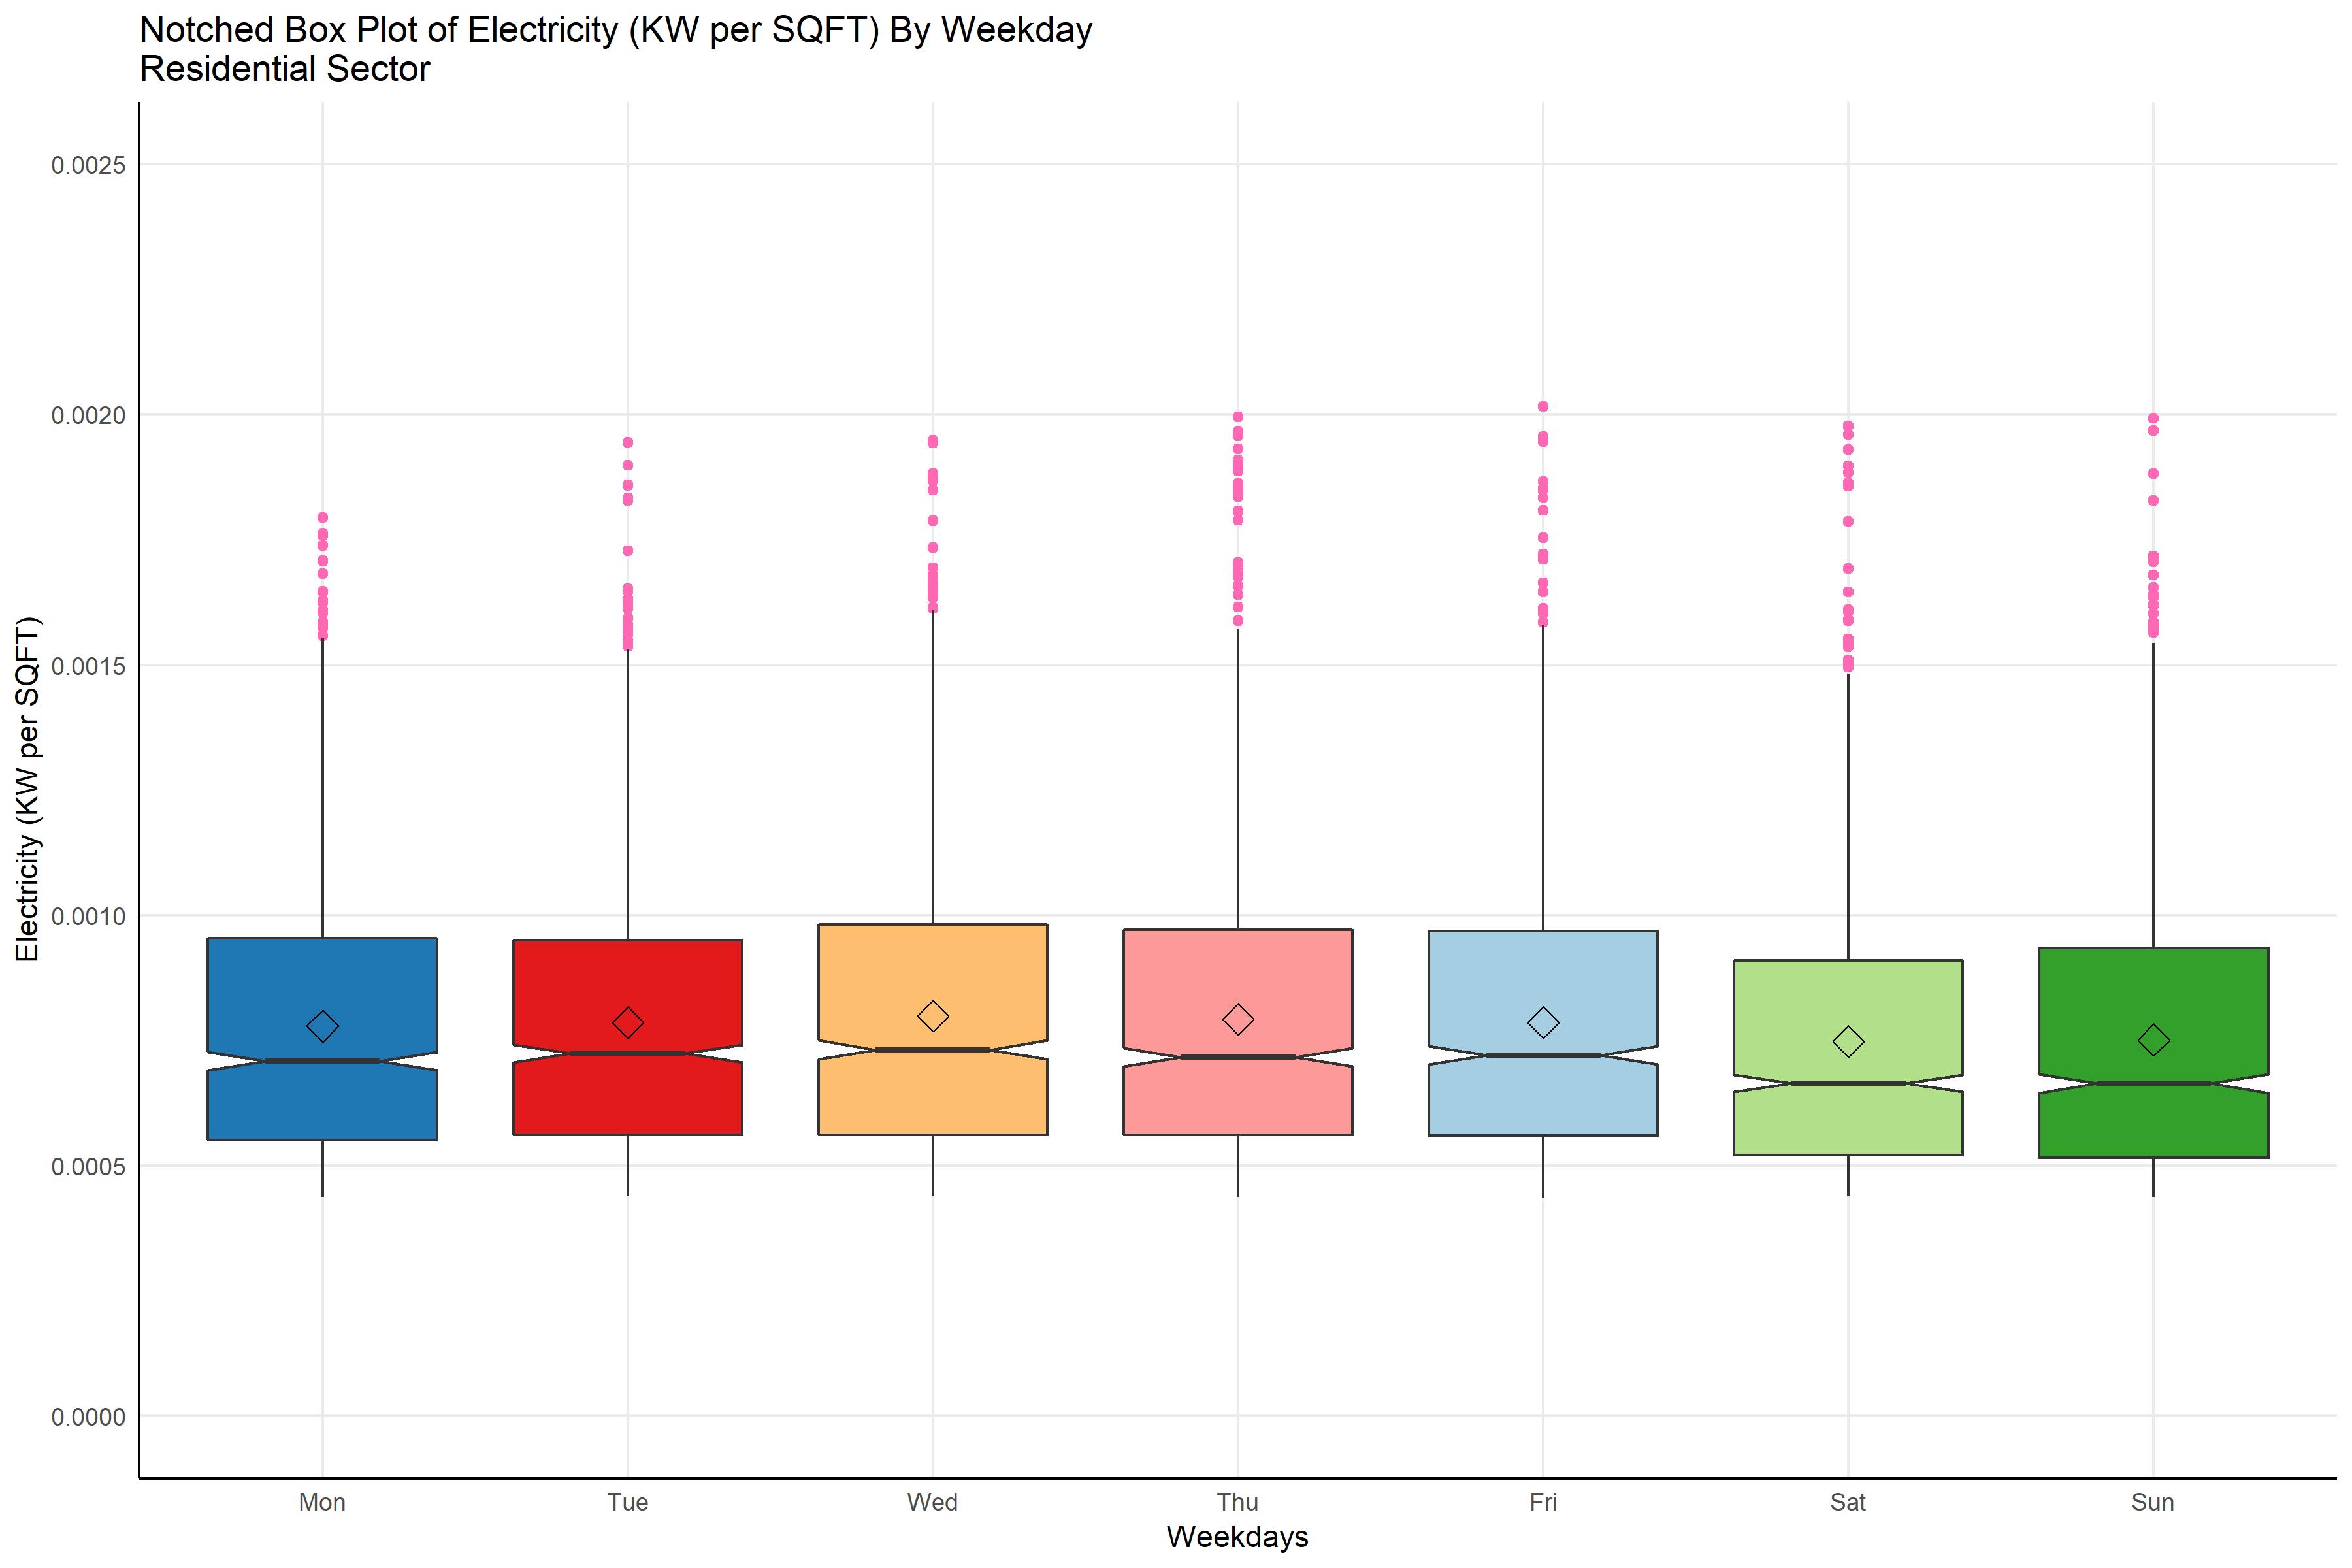 Notched Box Plot of Electricity (KW per SQFT) By Weekday
Residential Sector
Electricity (KW per SQFT)
0.0025
0.0020
0.0015
0.0010
0.0005
0.0000
Mon Tue Wed Thu Fri Sat Sun
Weekdays